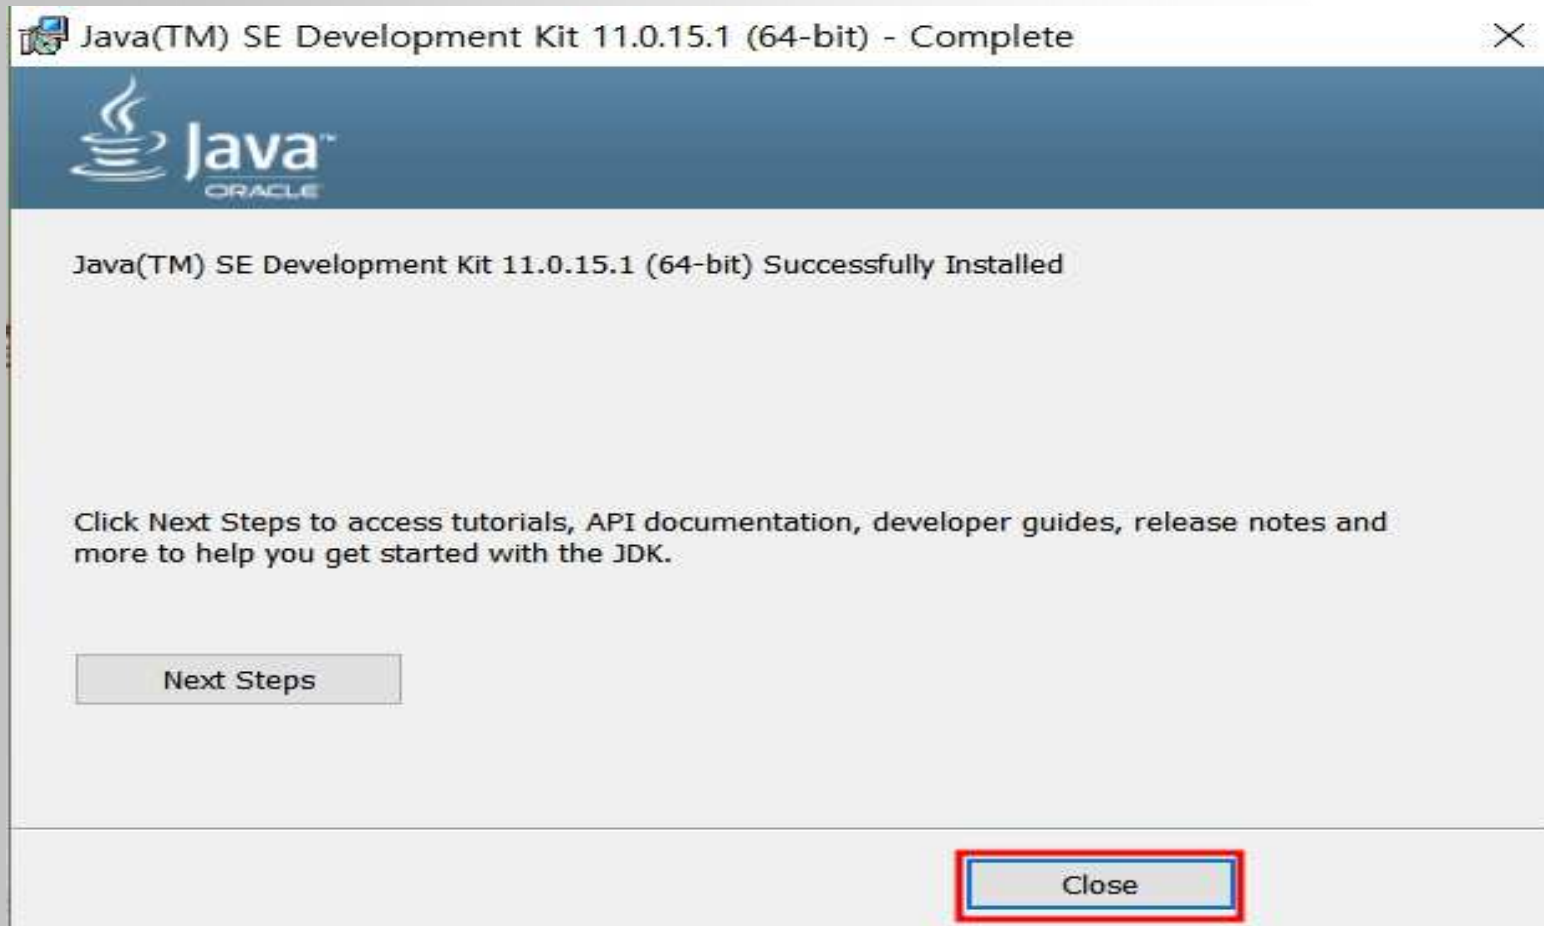 Java(TM) SE Development Kit 11.0.15.1 (64-bit) - Complete
Java™
ORACLE
Java(TM) SE Development Kit 11.0.15.1 (64-bit) Successfully Installed
Click Next Steps to access tutorials, API documentation, developer guides, release notes and
more to help you get started with the JDK.
Next Steps
Close